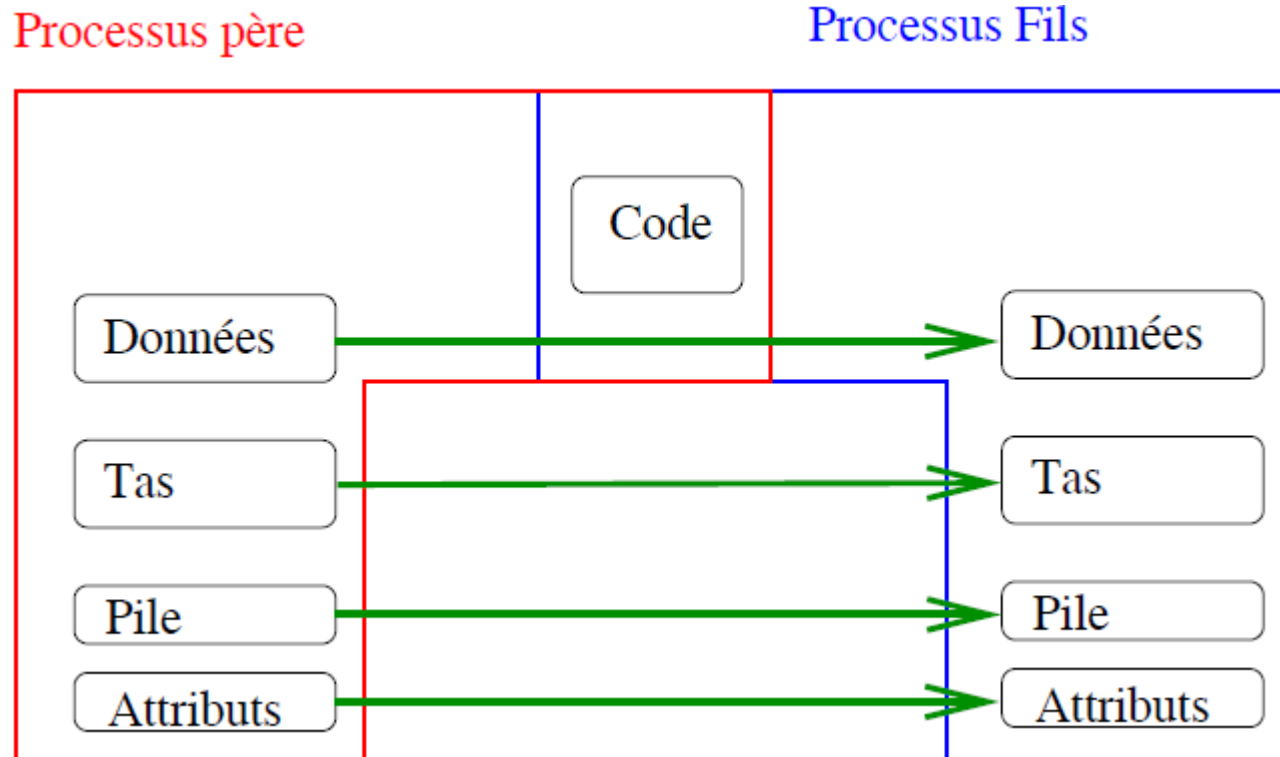 Processus père
Processus Fils
Code
Données
Données
Tas
Tas
Pile
Pile
Attributs
Attributs